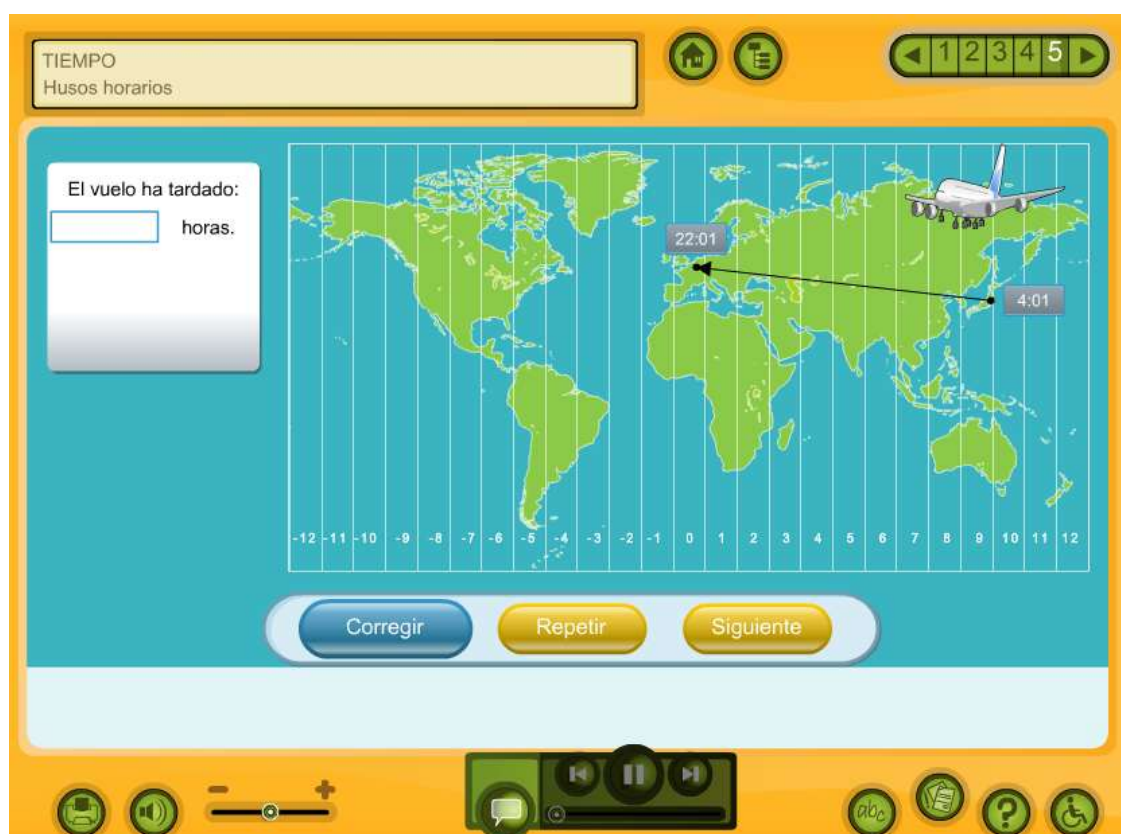 TIEMPO
Husos horarios
1 2 3 4 5
El vuelo ha tardado:
horas.
22:01
4:01
-12 -11 -10 -9 -8 -7 -6 -5 -4 -3 -2 -1 0 1 2 3 4 5 6 7 8 9 10 11 12
Corregir Repetir Siguiente
- +
abc ?